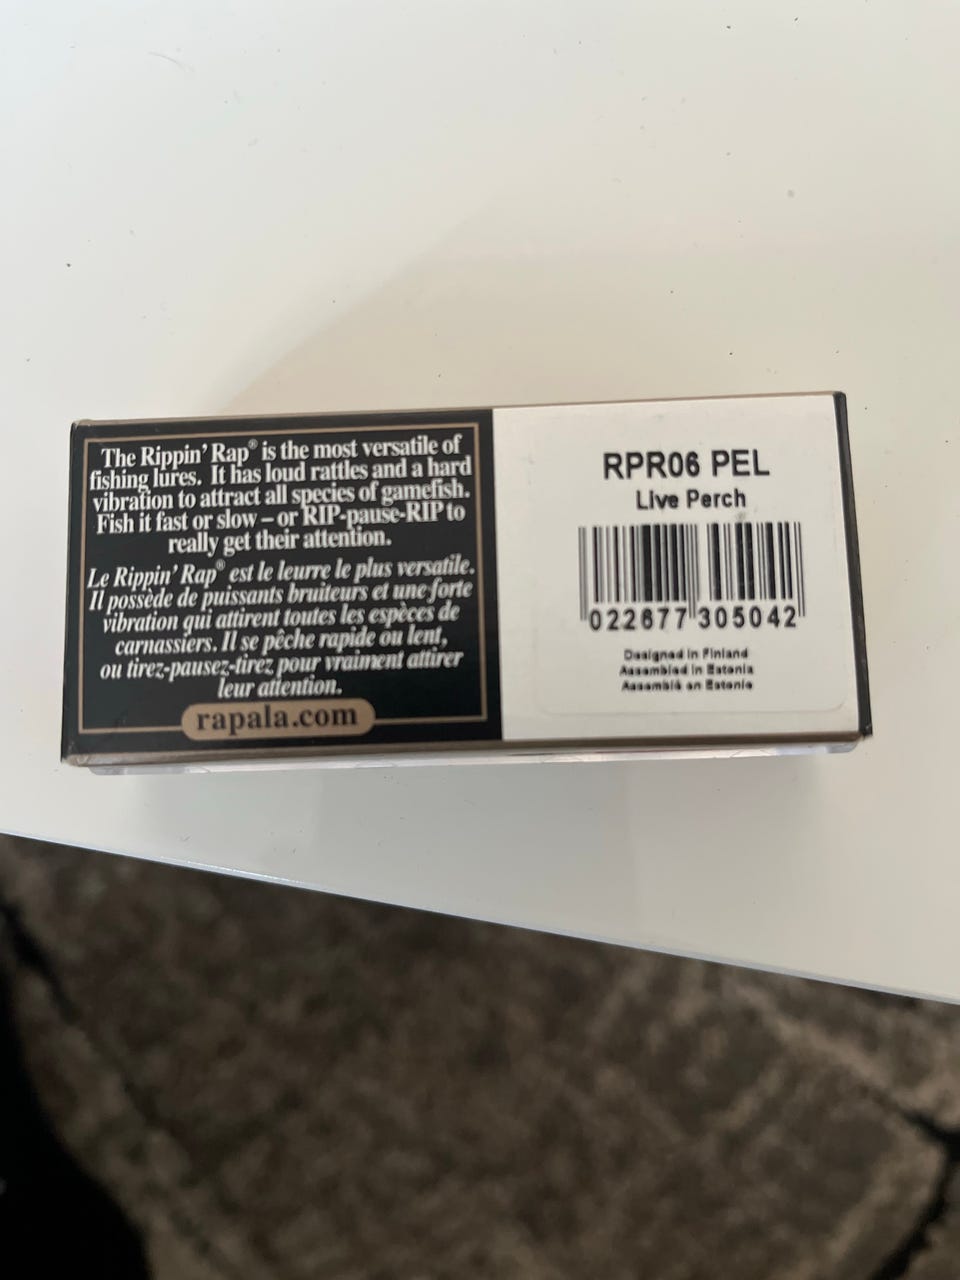 The Rippin' Rap® is the most versatile of
fishing lures. It has loud rattles and a hard
vibration to attract all species of gamefish.
Fish it fast or slow – or RIP-pause-RIP to
really get their attention.
Le Rippin' Rap® est le leurre le plus versatile.
Il possède de puissants bruiteurs et une forte
vibration qui attirent toutes les espèces de
carnassiers. Il se pêche rapide ou lent,
ou tirez-pausez-tirez pour vraiment attirer
leur attention.
rapala.com
RPR06 PEL
Live Perch
022677305042
Designed in Finland
Assembled in Estonia
Assemblé en Estonie